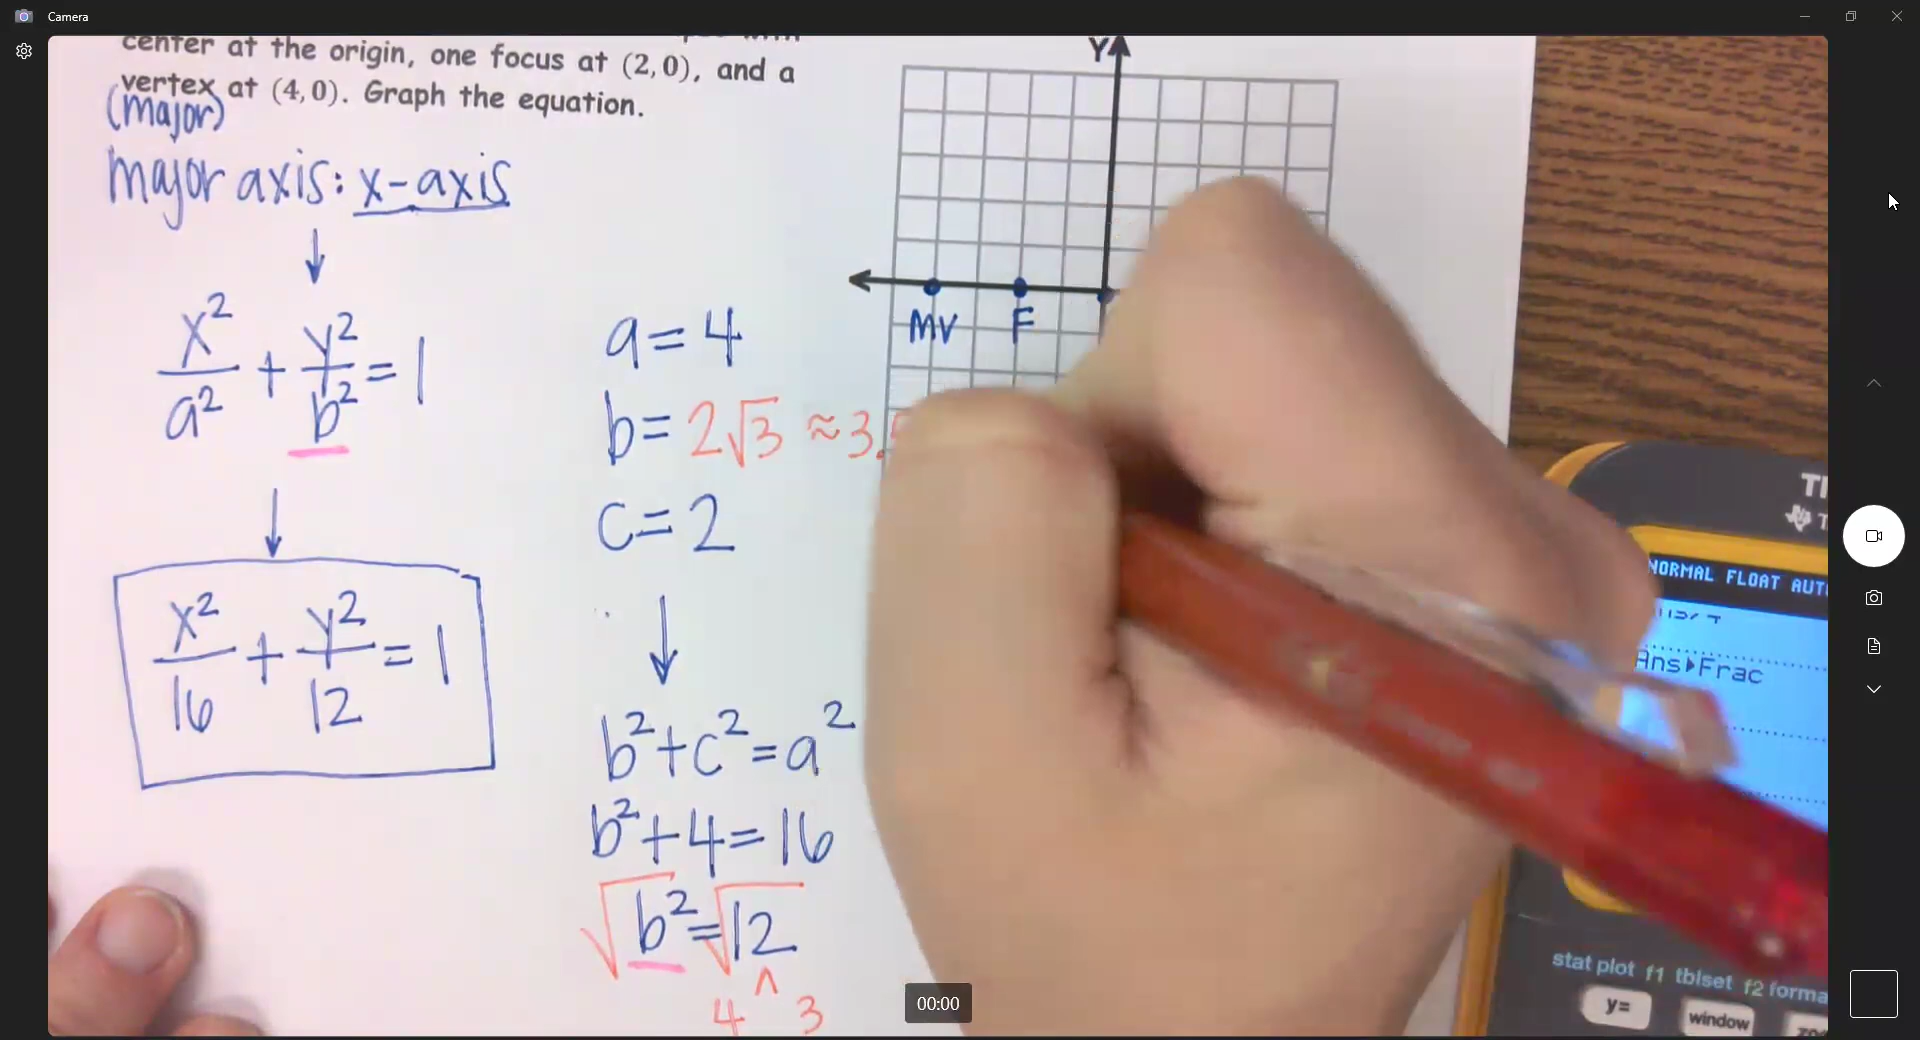 Camera
center at the origin, one focus at (2,0), and a
vertex at (4,0). Graph the equation.
(major)
major axis: x-axis
x²/a² + y²/b² = 1
x²/16 + y²/12 = 1
a = 4
b = 2√3 ≈ 3.
c = 2
b² + c² = a²
b² + 4 = 16
√b² = √12
4 3
Y
MV F
NORMAL FLOAT AUT
Ans▸Frac
stat plot f1 tblset f2 forma
y=
window
00:00